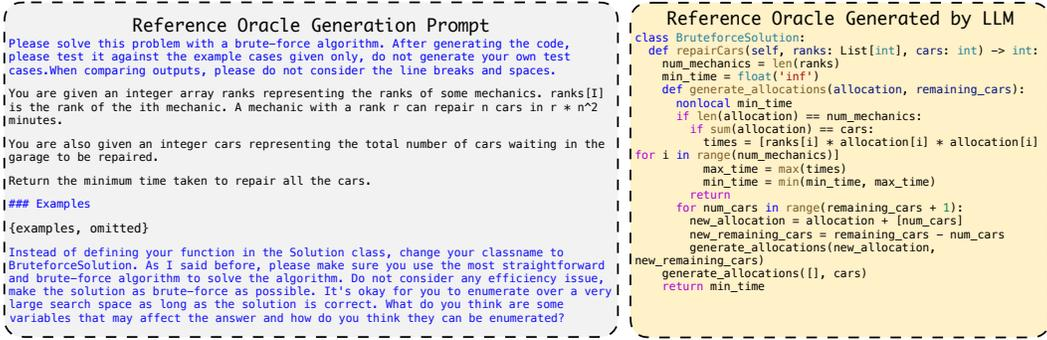 Reference Oracle Generation Prompt
Please solve this problem with a brute-force algorithm. After generating the code,
please test it against the example cases given only, do not generate your own test
cases.When comparing outputs, please do not consider the line breaks and spaces.
You are given an integer array ranks representing the ranks of some mechanics. ranks[I]
is the rank of the ith mechanic. A mechanic with a rank r can repair n cars in r * n^2
minutes.
You are also given an integer cars representing the total number of cars waiting in the
garage to be repaired.
Return the minimum time taken to repair all the cars.
### Examples
{examples, omitted}
Instead of defining your function in the Solution class, change your classname to
BruteforceSolution. As I said before, please make sure you use the most straightforward
and brute-force algorithm to solve the algorithm. Do not consider any efficiency issue,
make the solution as brute-force as possible. It's okay for you to enumerate over a very
large search space as long as the solution is correct. What do you think are some
variables that may affect the answer and how do you think they can be enumerated?
Reference Oracle Generated by LLM
class BruteforceSolution:
  def repairCars(self, ranks: List[int], cars: int) -> int:
    num_mechanics = len(ranks)
    min_time = float('inf')
    def generate_allocations(allocation, remaining_cars):
      nonlocal min_time
      if len(allocation) == num_mechanics:
        if sum(allocation) == cars:
          times = [ranks[i] * allocation[i] * allocation[i]
for i in range(num_mechanics)]
          max_time = max(times)
          min_time = min(min_time, max_time)
        return
      for num_cars in range(remaining_cars + 1):
        new_allocation = allocation + [num_cars]
        new_remaining_cars = remaining_cars - num_cars
        generate_allocations(new_allocation,
new_remaining_cars)
    generate_allocations([], cars)
    return min_time